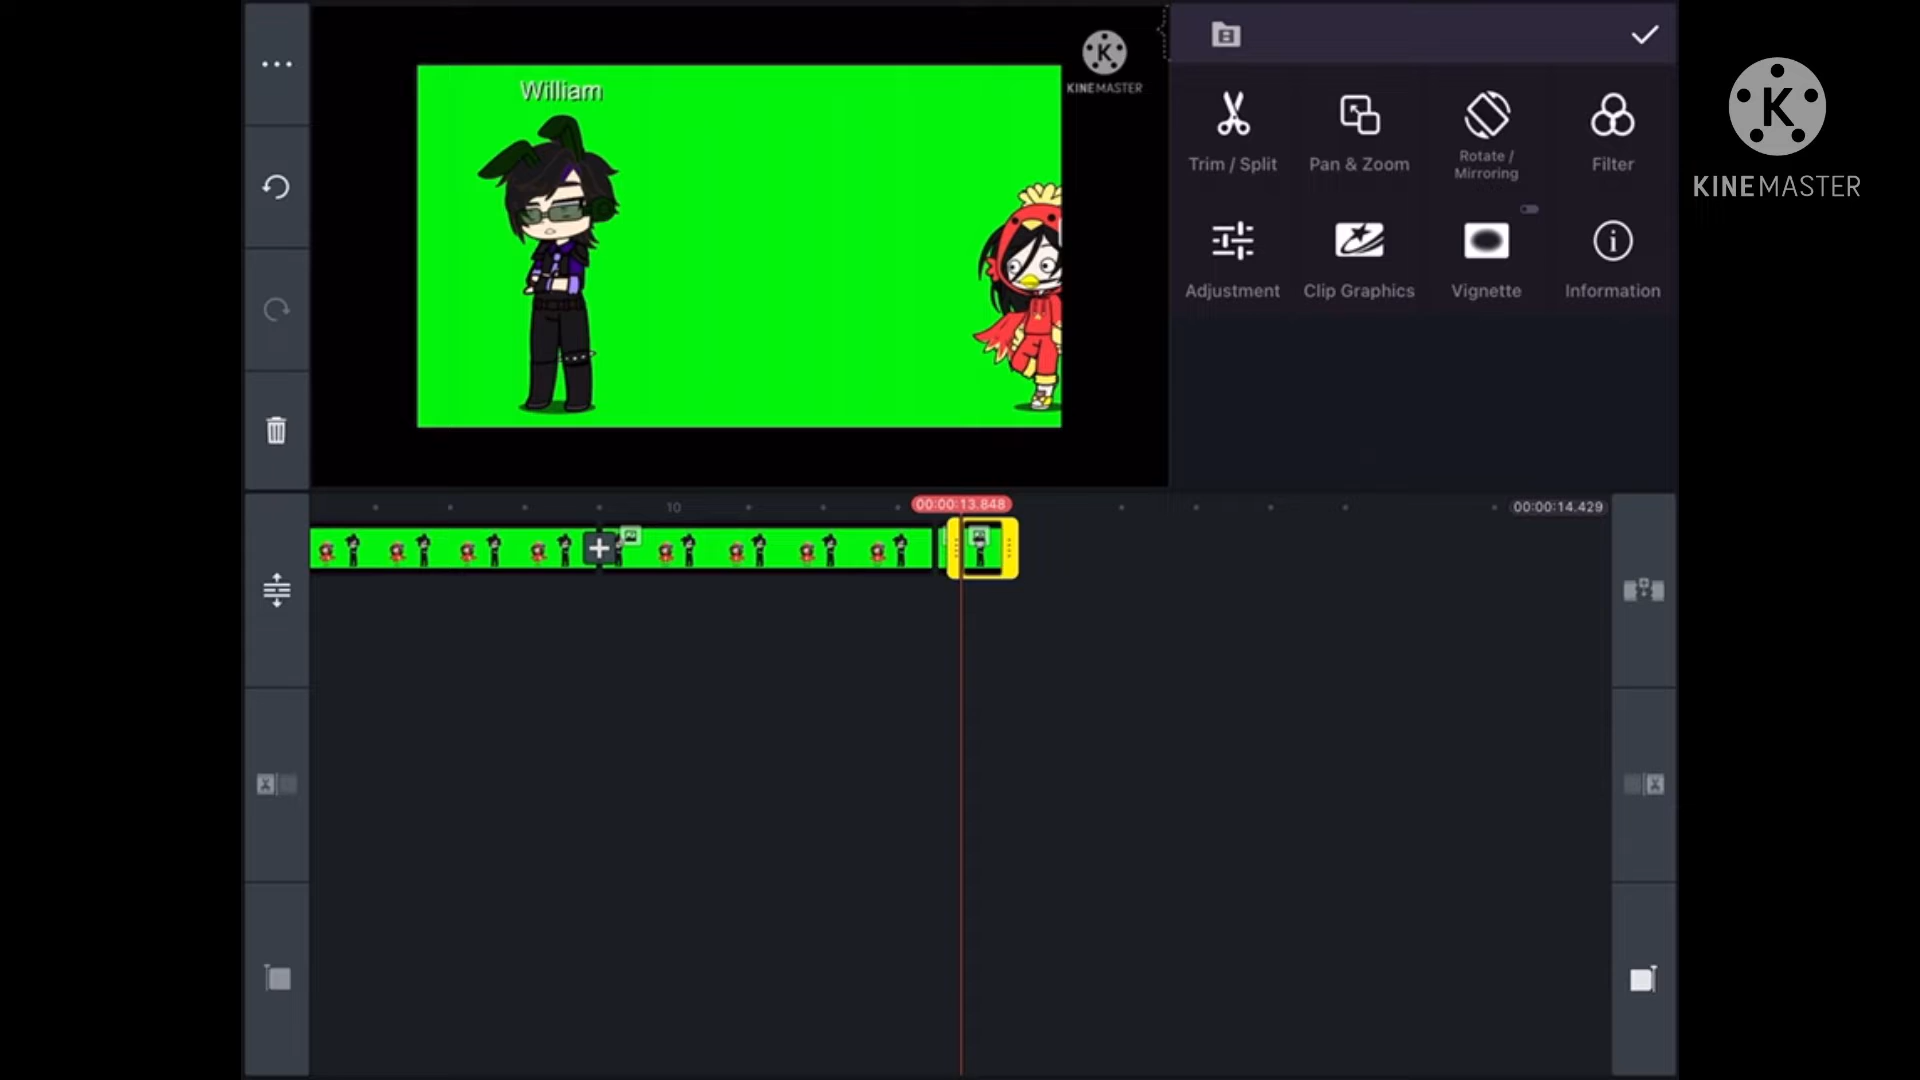 William
K
KINEMASTER
K
KINEMASTER
Trim / Split
Pan & Zoom
Rotate /
Mirroring
Filter
Adjustment
Clip Graphics
Vignette
Information
10
00:00:13.848
00:00:14.429